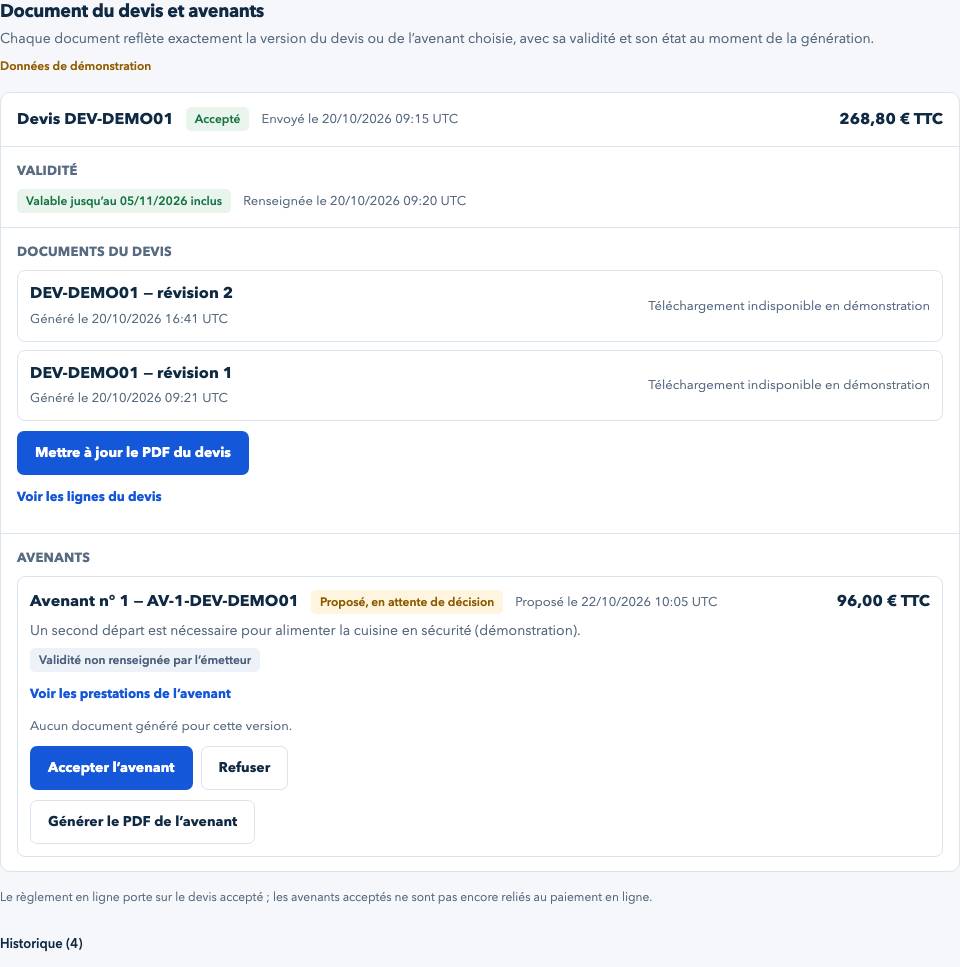 Document du devis et avenants
Chaque document reflète exactement la version du devis ou de l’avenant choisie, avec sa validité et son état au moment de la génération.
Données de démonstration
Devis DEV-DEMO01 Accepté Envoyé le 20/10/2026 09:15 UTC 268,80 € TTC
VALIDITÉ
Valable jusqu’au 05/11/2026 inclus Renseignée le 20/10/2026 09:20 UTC
DOCUMENTS DU DEVIS
DEV-DEMO01 – révision 2
Généré le 20/10/2026 16:41 UTC
Téléchargement indisponible en démonstration
DEV-DEMO01 – révision 1
Généré le 20/10/2026 09:21 UTC
Téléchargement indisponible en démonstration
Mettre à jour le PDF du devis
Voir les lignes du devis
AVENANTS
Avenant n° 1 – AV-1-DEV-DEMO01 Proposé, en attente de décision Proposé le 22/10/2026 10:05 UTC 96,00 € TTC
Un second départ est nécessaire pour alimenter la cuisine en sécurité (démonstration).
Validité non renseignée par l’émetteur
Voir les prestations de l’avenant
Aucun document généré pour cette version.
Accepter l’avenant Refuser
Générer le PDF de l’avenant
Le règlement en ligne porte sur le devis accepté ; les avenants acceptés ne sont pas encore reliés au paiement en ligne.
Historique (4)